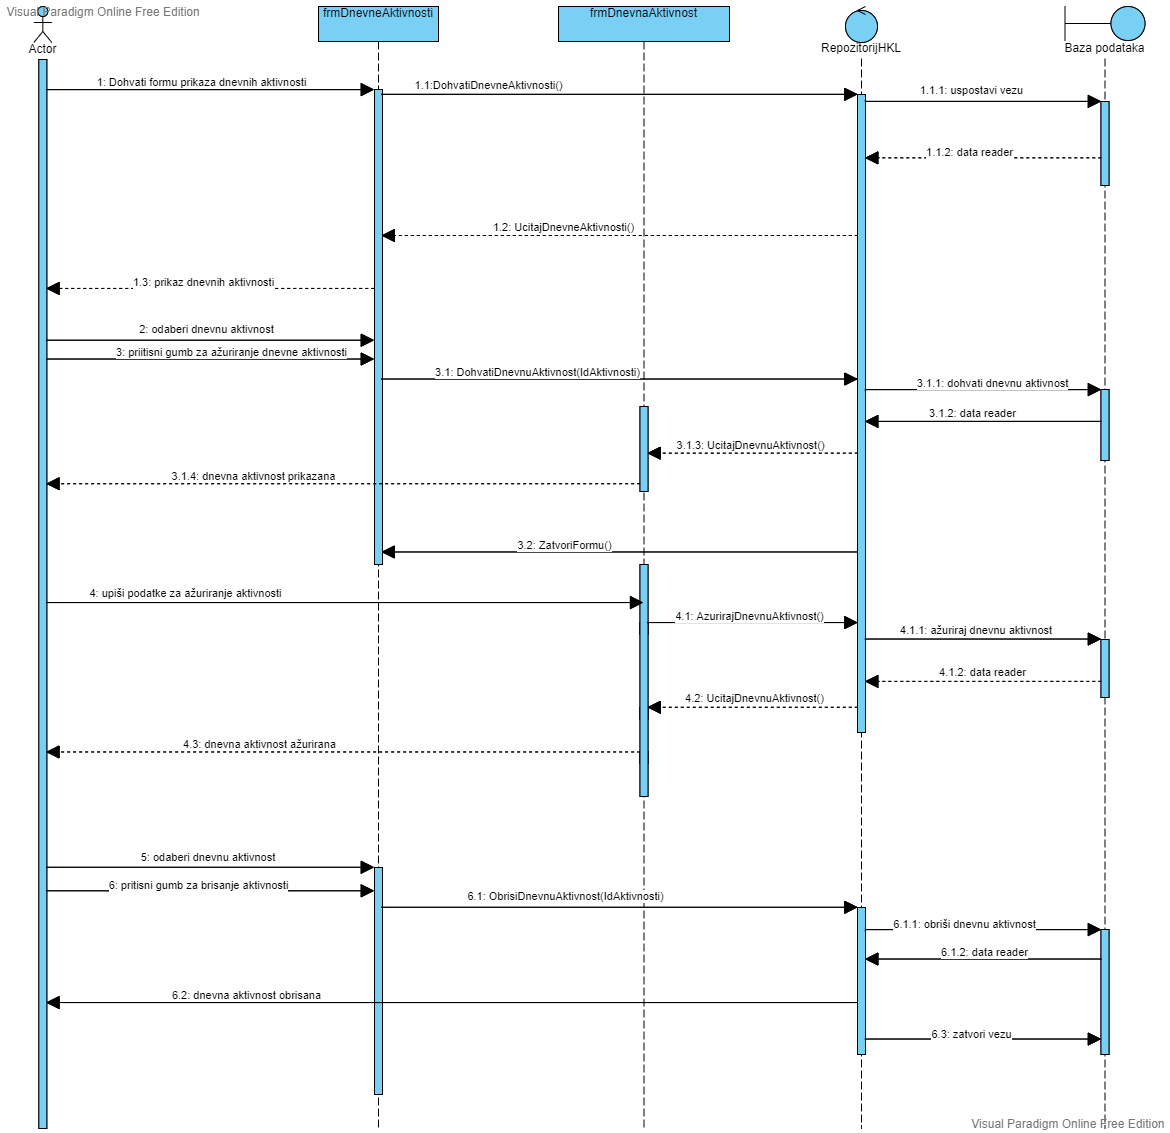 Visual Paradigm Online Free Edition
frmDnevneAktivnosti
frmDnevnaAktivnost
Actor
RepozitorijHKL
Baza podataka
1: Dohvati formu prikaza dnevnih aktivnosti
1.1:DohvatiDnevneAktivnosti()
1.1.1: uspostavi vezu
1.1.2: data reader
1.2: UcitajDnevneAktivnosti()
1.3: prikaz dnevnih aktivnosti
2: odaberi dnevnu aktivnost
3: priitisni gumb za ažuriranje dnevne aktivnosti
3.1: DohvatiDnevnuAktivnost(IdAktivnosti)
3.1.1: dohvati dnevnu aktivnost
3.1.2: data reader
3.1.3: UcitajDnevnuAktivnost()
3.1.4: dnevna aktivnost prikazana
3.2: ZatvoriFormu()
4: upiši podatke za ažuriranje aktivnosti
4.1: AzurirajDnevnuAktivnost()
4.1.1: ažuriraj dnevnu aktivnost
4.1.2: data reader
4.2: UcitajDnevnuAktivnost()
4.3: dnevna aktivnost ažurirana
5: odaberi dnevnu aktivnost
6: pritisni gumb za brisanje aktivnosti
6.1: ObrisiDnevnuAktivnost(IdAktivnosti)
6.1.1: obriši dnevnu aktivnost
6.1.2: data reader
6.2: dnevna aktivnost obrisana
6.3: zatvori vezu
Visual Paradigm Online Free Edition